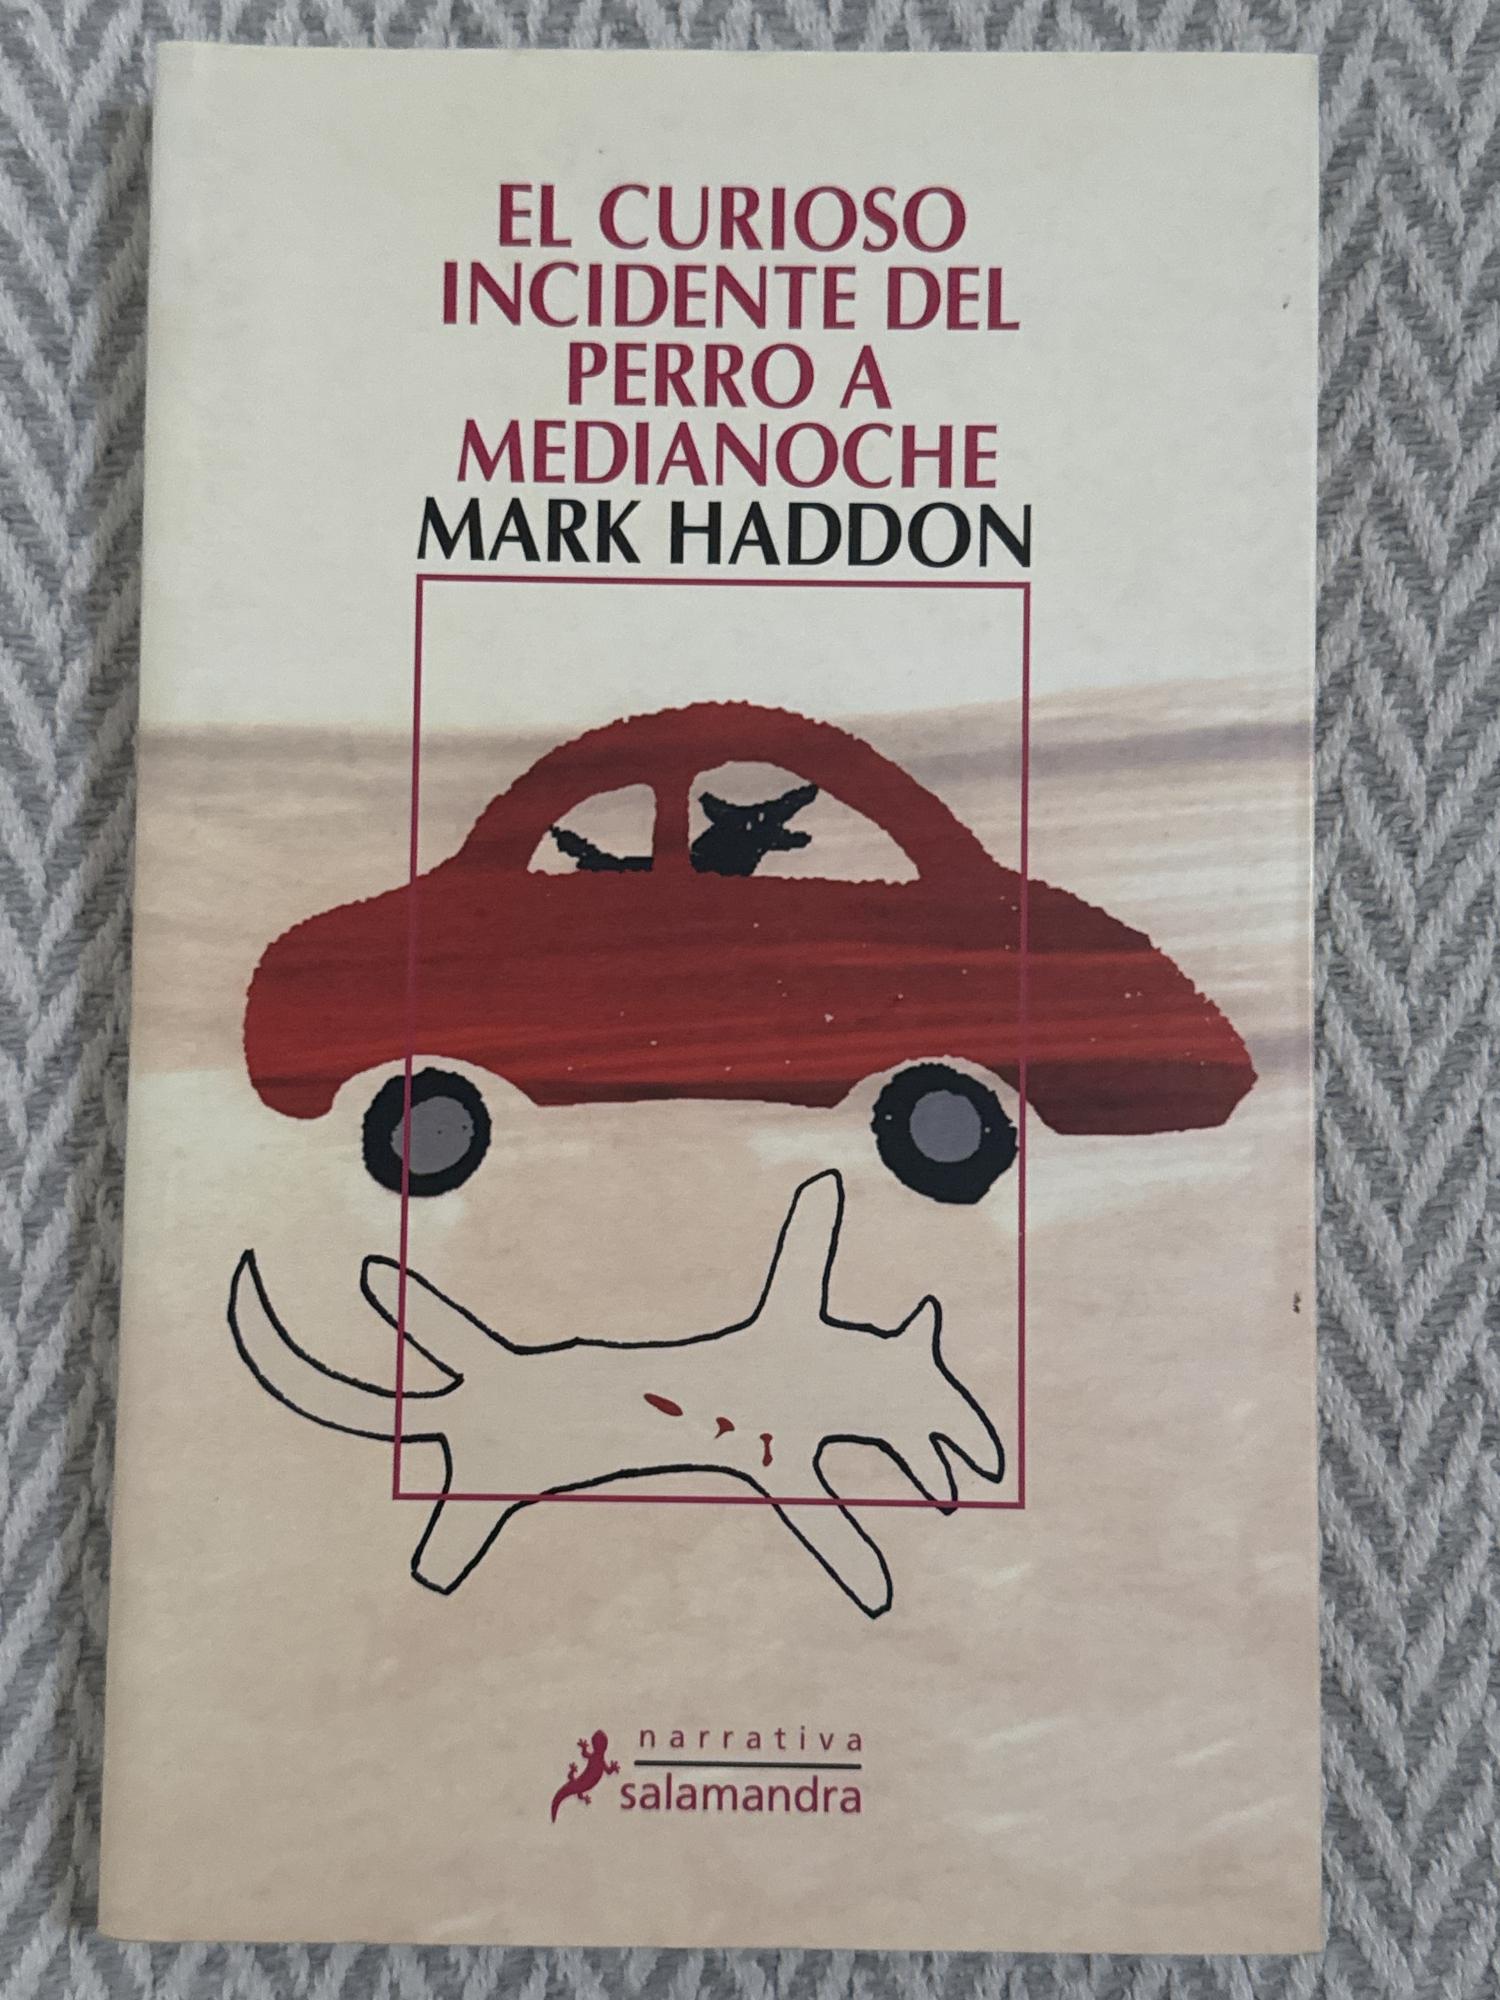 EL CURIOSO
INCIDENTE DEL
PERRO A
MEDIANOCHE
MARK HADDON
narrativa
salamandra